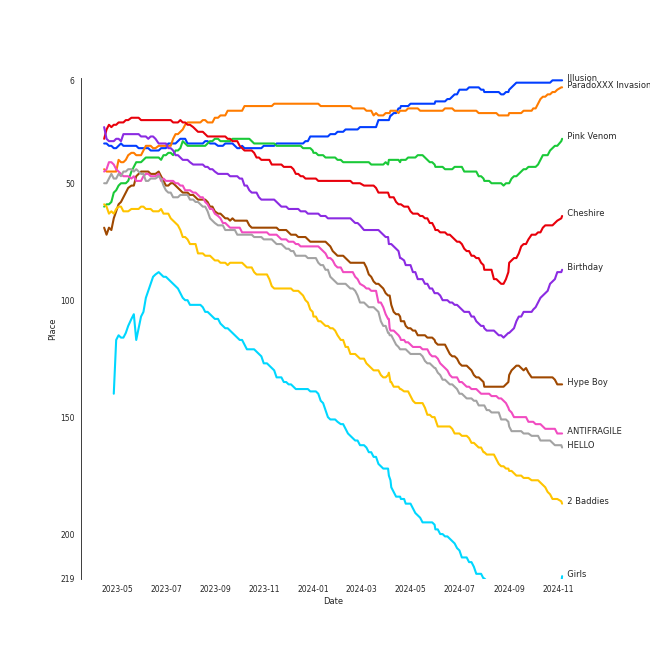 6
50
100
150
200
219
Place
2023-05
2023-07
2023-09
2023-11
2024-01
2024-03
2024-05
2024-07
2024-09
2024-11
Date
Illusion
ParadoXXX Invasion
Pink Venom
Cheshire
Birthday
Hype Boy
ANTIFRAGILE
HELLO
2 Baddies
Girls